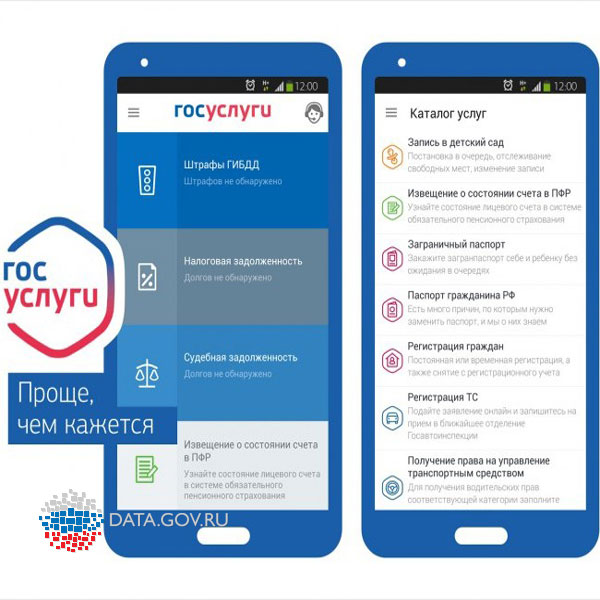 гос
услуги
Проще,
чем кажется
DATA.GOV.RU
H+ 12:00
госуслуги
Штрафы ГИБДД
Штрафов не обнаружено
Налоговая задолженность
Долгов не обнаружено
Судебная задолженность
Долгов не обнаружено
Извещение о состоянии счета
в ПФР
Узнайте состояние лицевого счета
в системе обязательного
пенсионного страхования
H+ 12:00
Каталог услуг
Запись в детский сад
Постановка в очередь, отслеживание
свободных мест, изменение записи
Извещение о состоянии счета в ПФР
Узнайте состояние лицевого счета в системе
обязательного пенсионного страхования
Заграничный паспорт
Закажите загранпаспорт себе и ребенку без
ожидания в очередях
Паспорт гражданина РФ
Есть много причин, по которым нужно
заменить паспорт, и мы о них знаем
Регистрация граждан
Постоянная или временная регистрация, а
также снятие с регистрационного учета
Регистрация ТС
Подайте заявление онлайн и запишитесь на
прием в ближайшее отделение
Госавтоинспекции
Получение права на управление
транспортным средством
Для получения водительских прав
соответствующей категории заполните